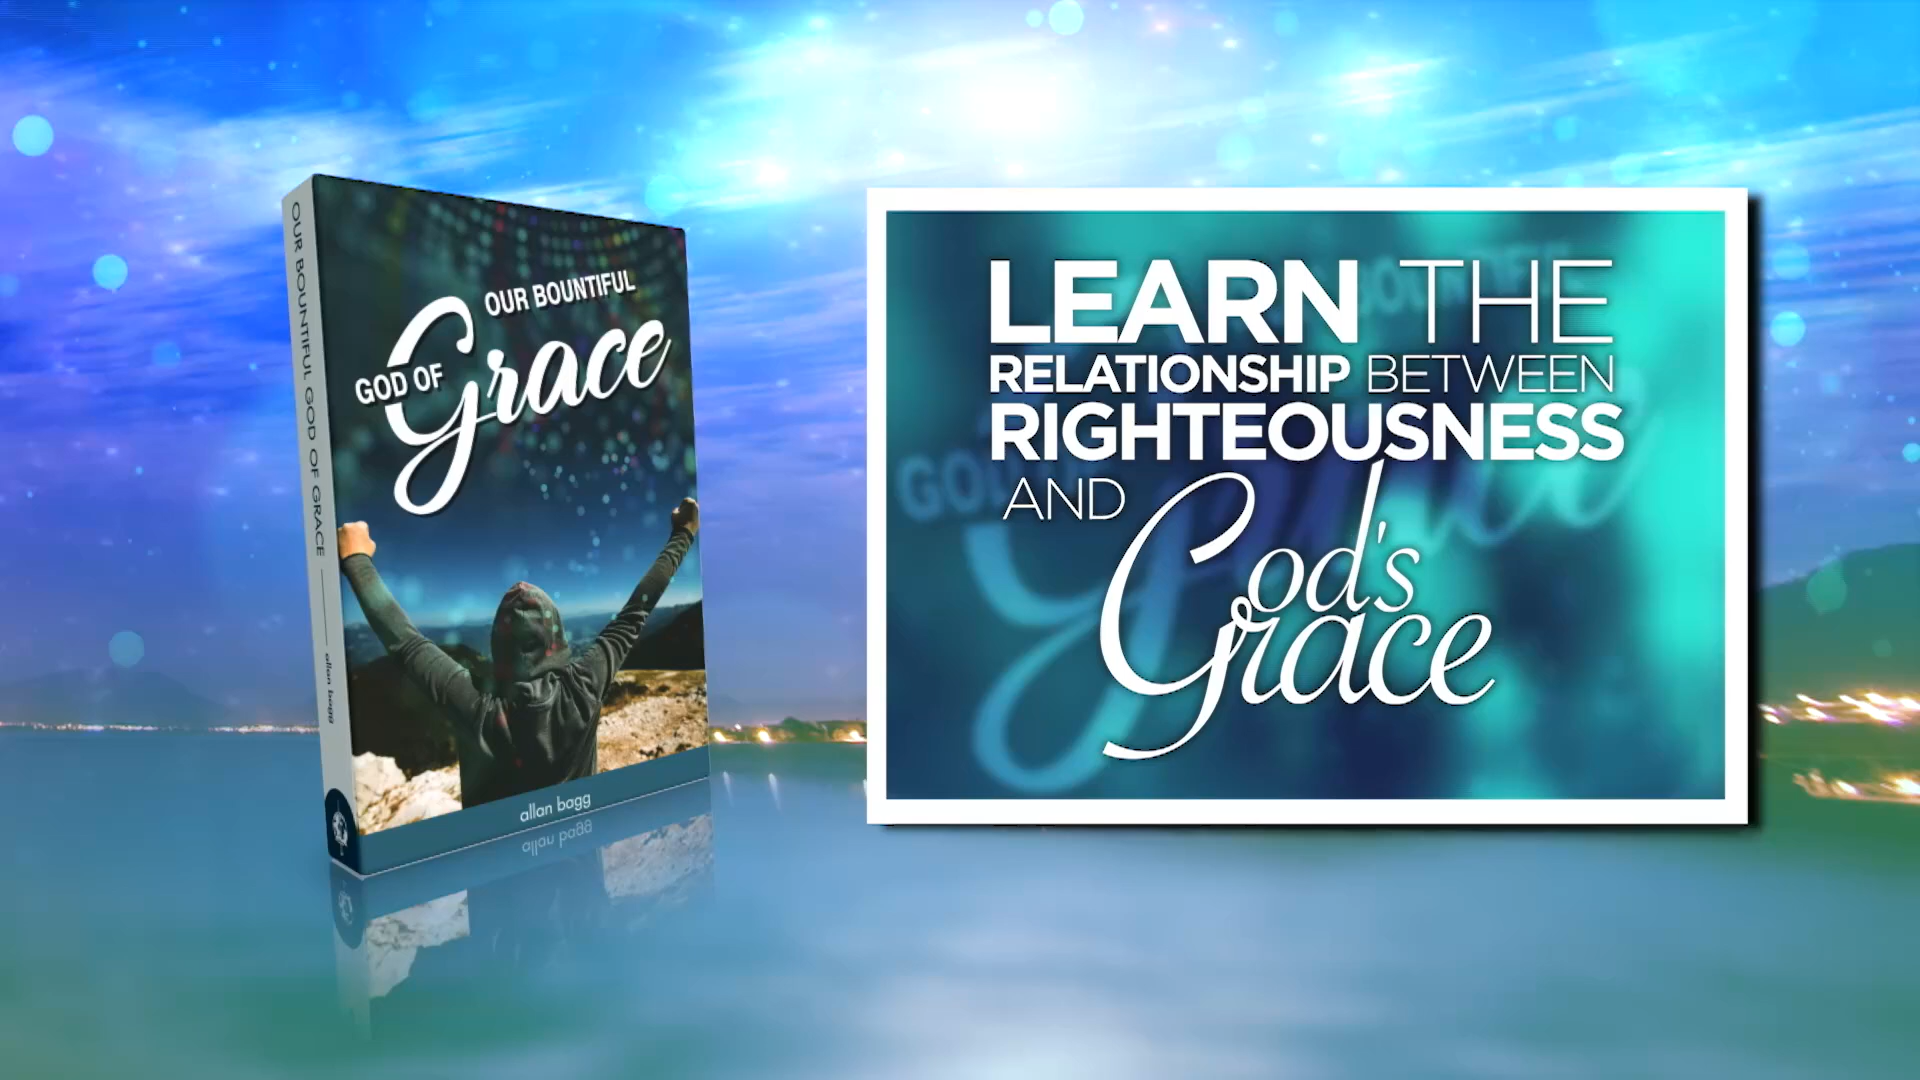 OUR BOUNTIFUL GOD OF GRACE
allan bagg
OUR BOUNTIFUL
GOD OF Grace
allan bagg
LEARN THE
RELATIONSHIP BETWEEN
RIGHTEOUSNESS
AND God's
Grace